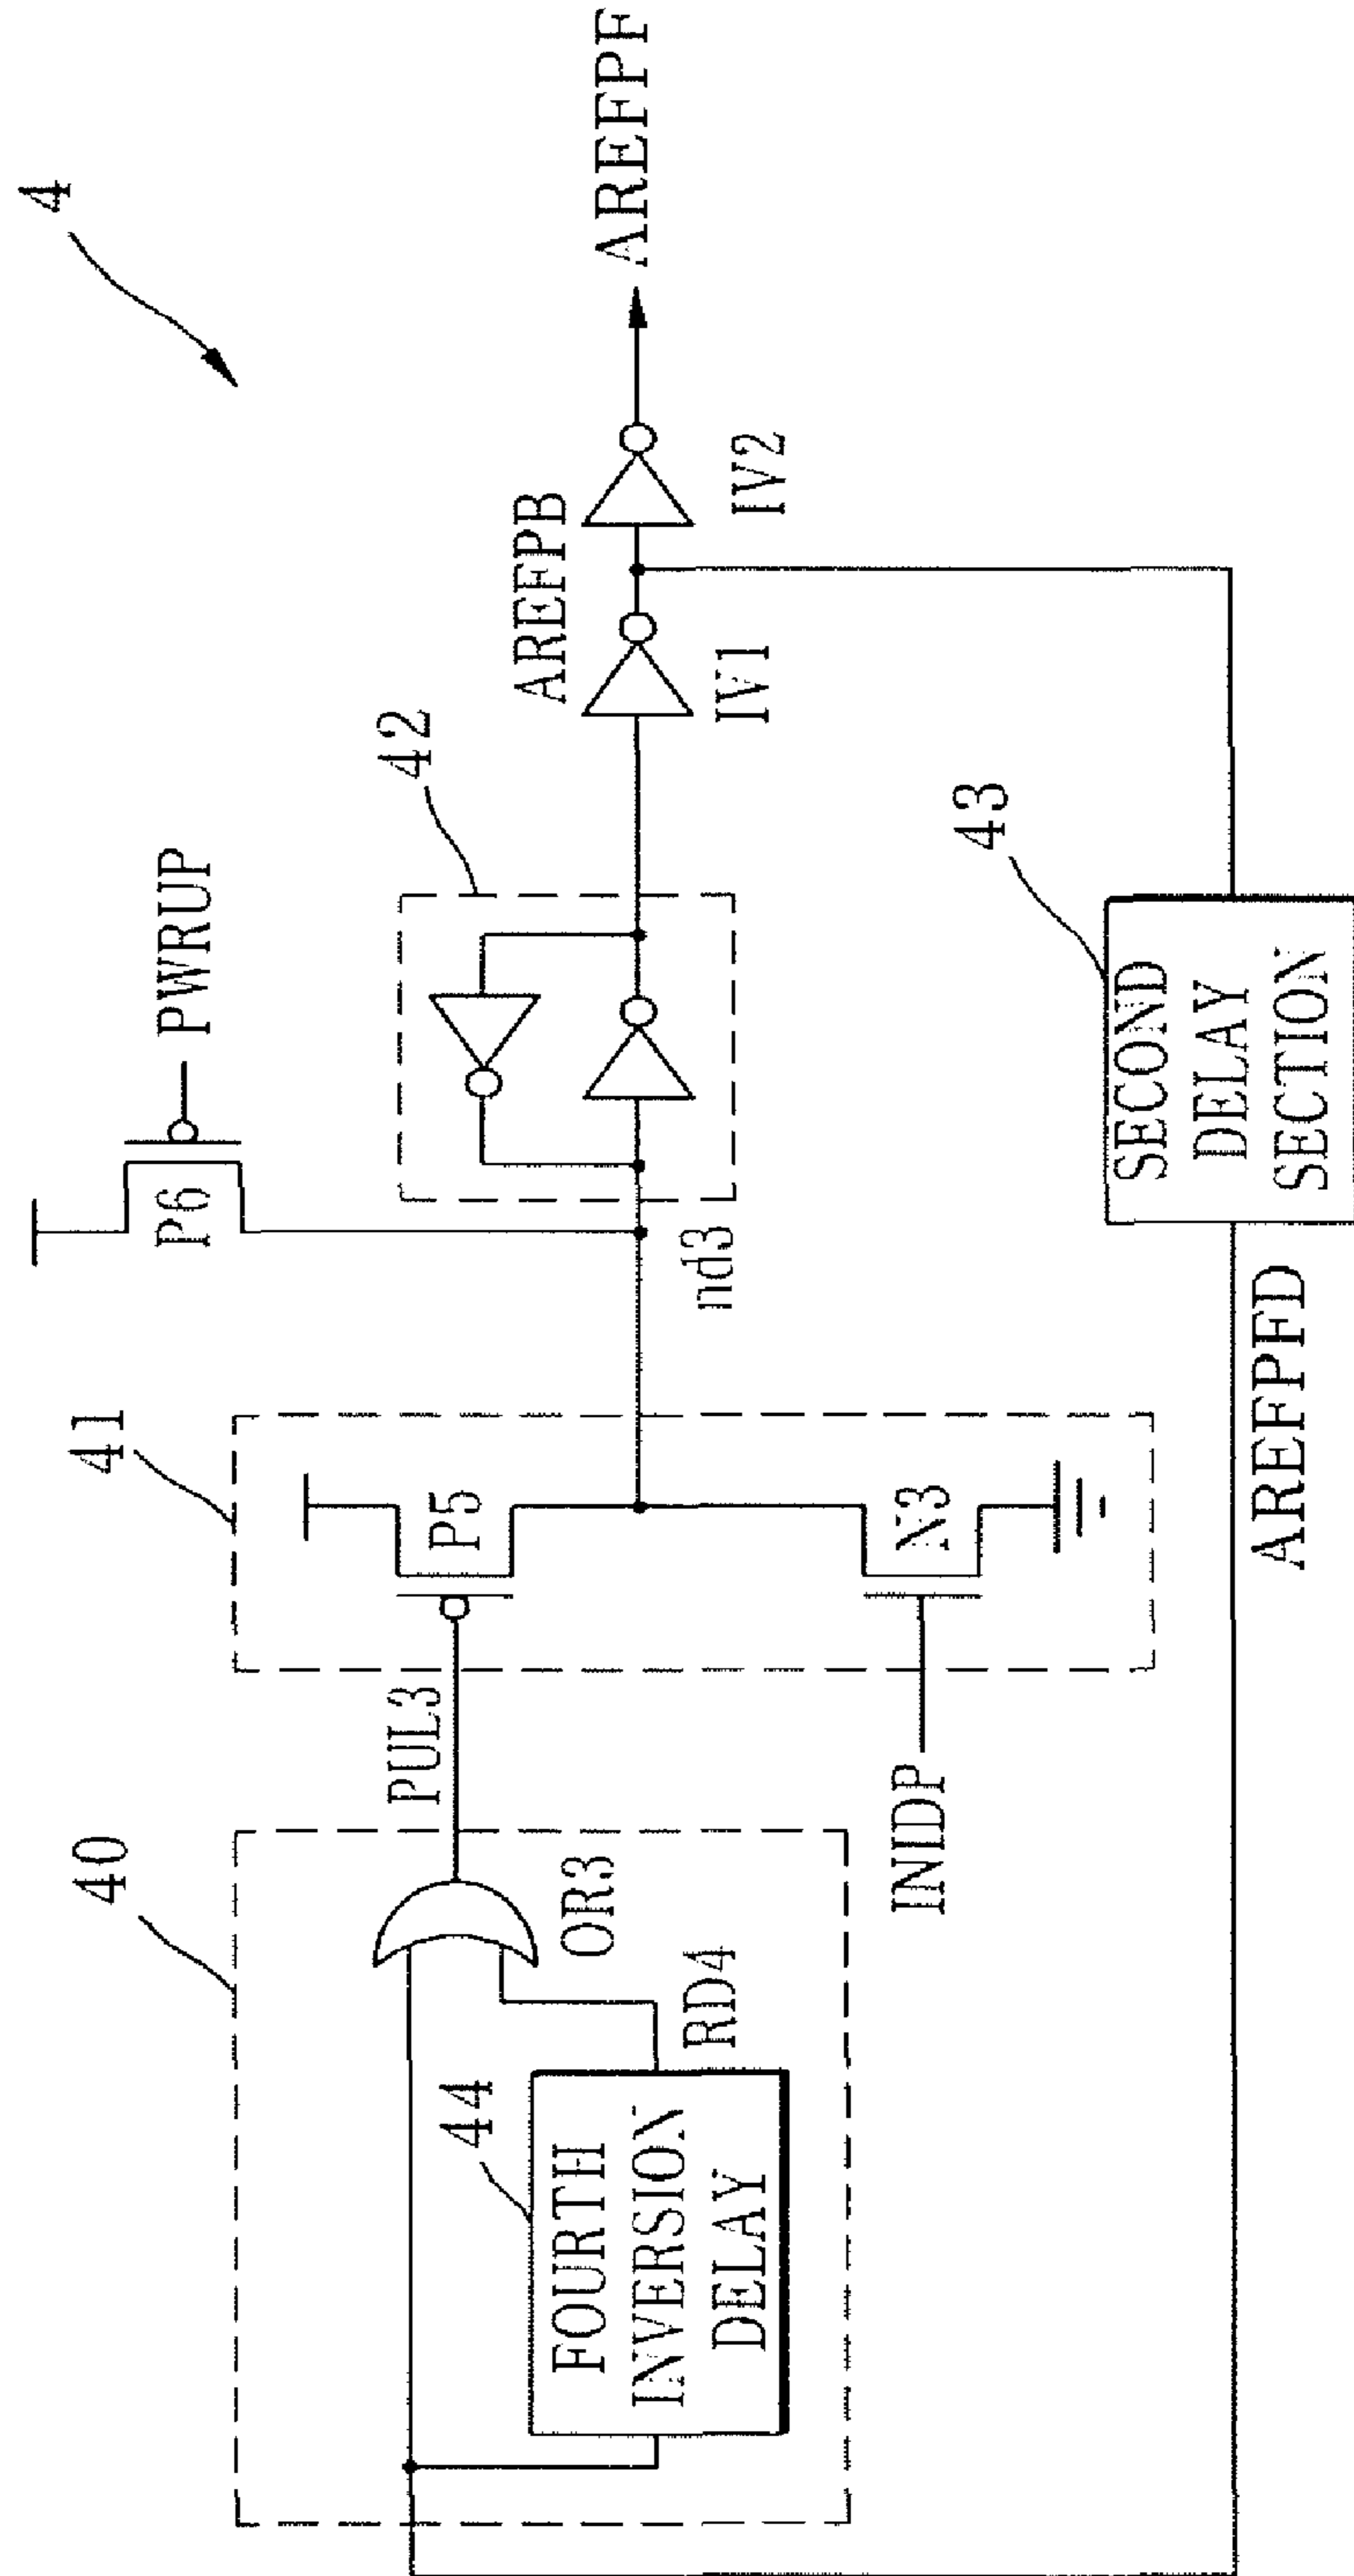 4
40
41
42
PWRUP
P6
P5
PUL3
OR3
44
FOURTH
INVERSION
DELAY
RD4
INIDP
N3
nd3
AREFPB
IV1
IV2
AREFPF
43
SECOND
DELAY
SECTION
AREFPFD